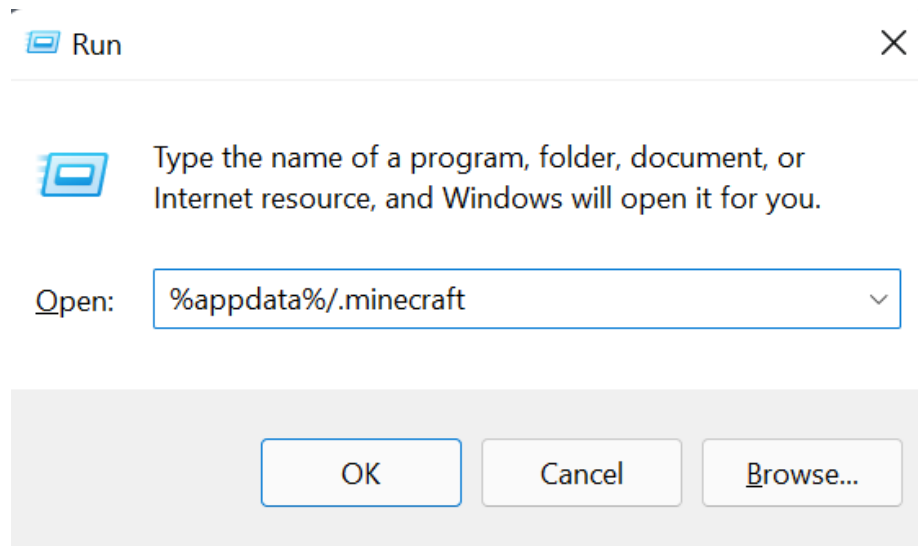 Run
Type the name of a program, folder, document, or
Internet resource, and Windows will open it for you.
Open:
%appdata%/.minecraft
OK
Cancel
Browse...